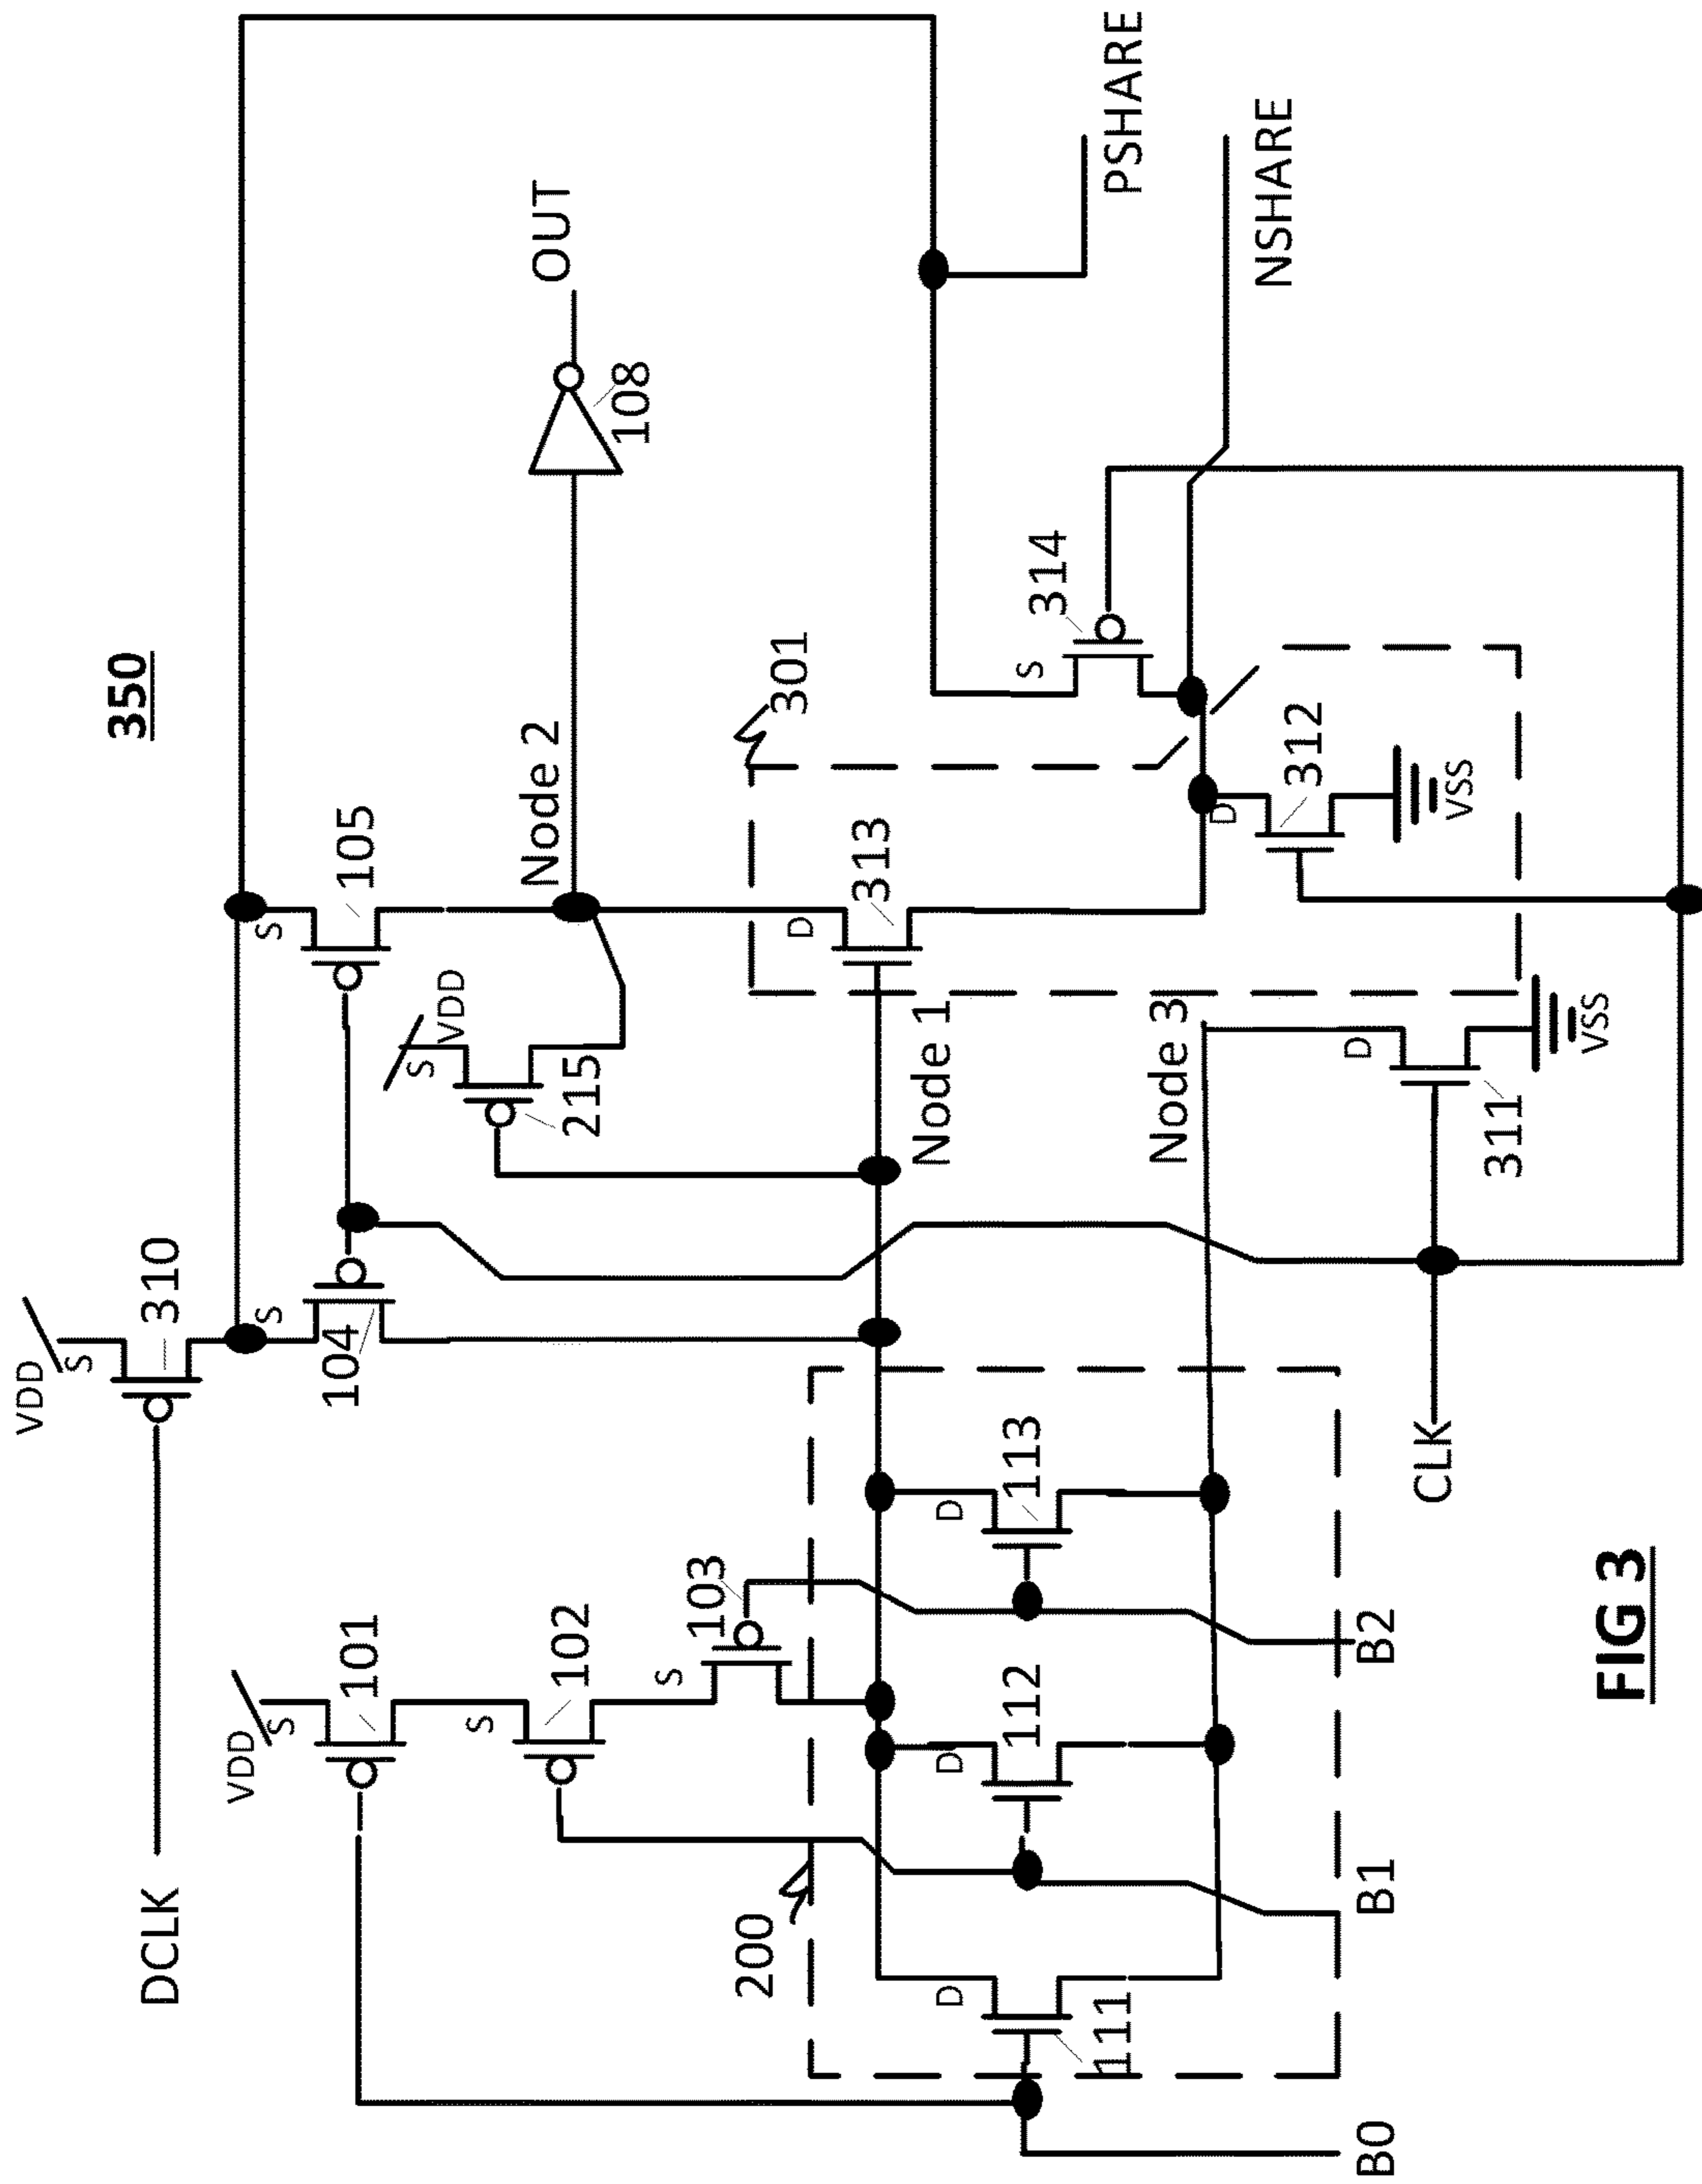 350
DCLK
VDD
S
310
S
104
S
105
VDD
S
215
Node 2
108
OUT
VDD
S
101
S
102
S
103
200
Node 1
301
D
313
S
314
PSHARE
NSHARE
D
111
D
112
D
113
Node 3
D
312
VSS
D
311
VSS
B0
B1
B2
CLK
FIG 3